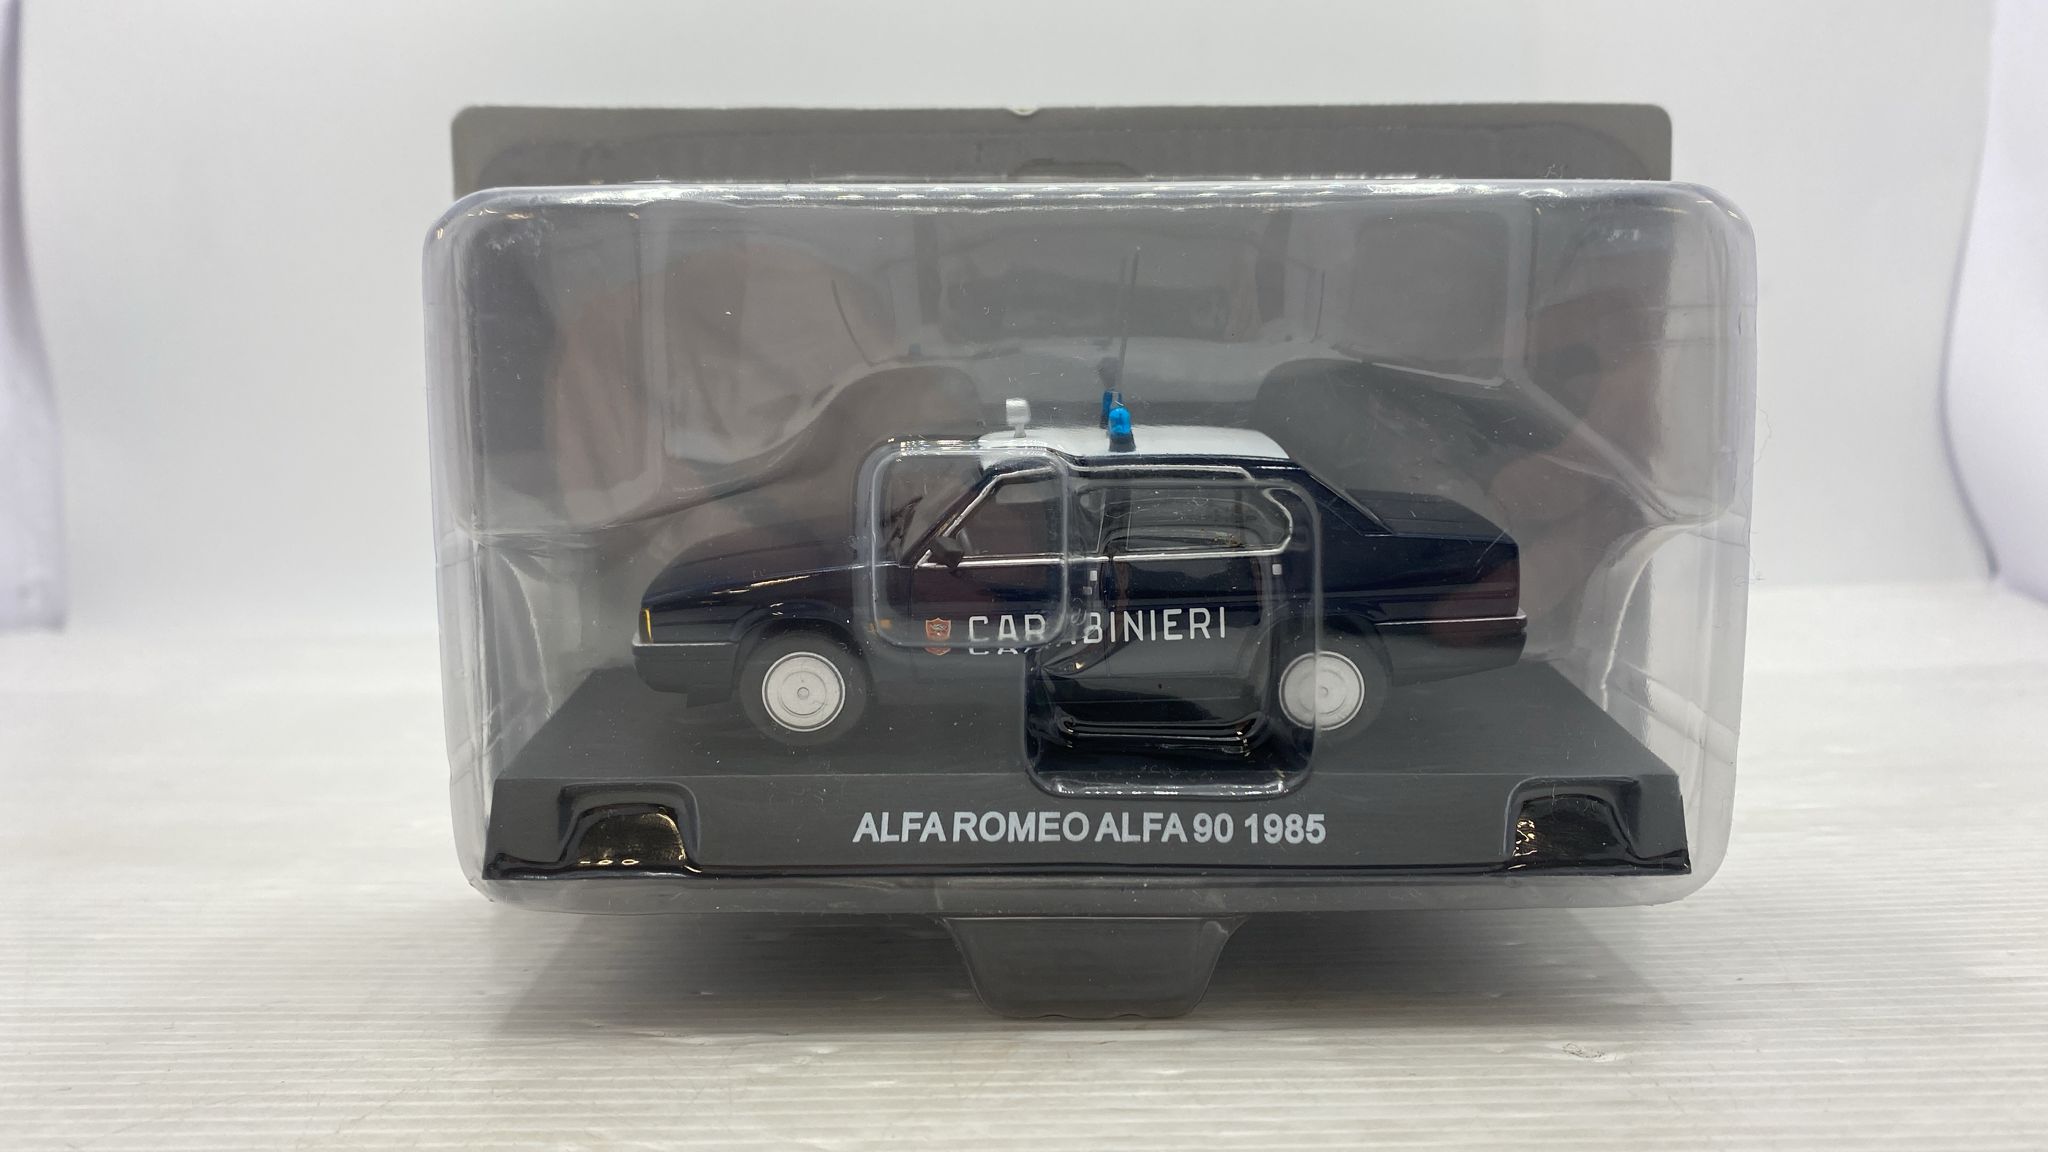 CARABINIERI
ALFA ROMEO ALFA 90 1985